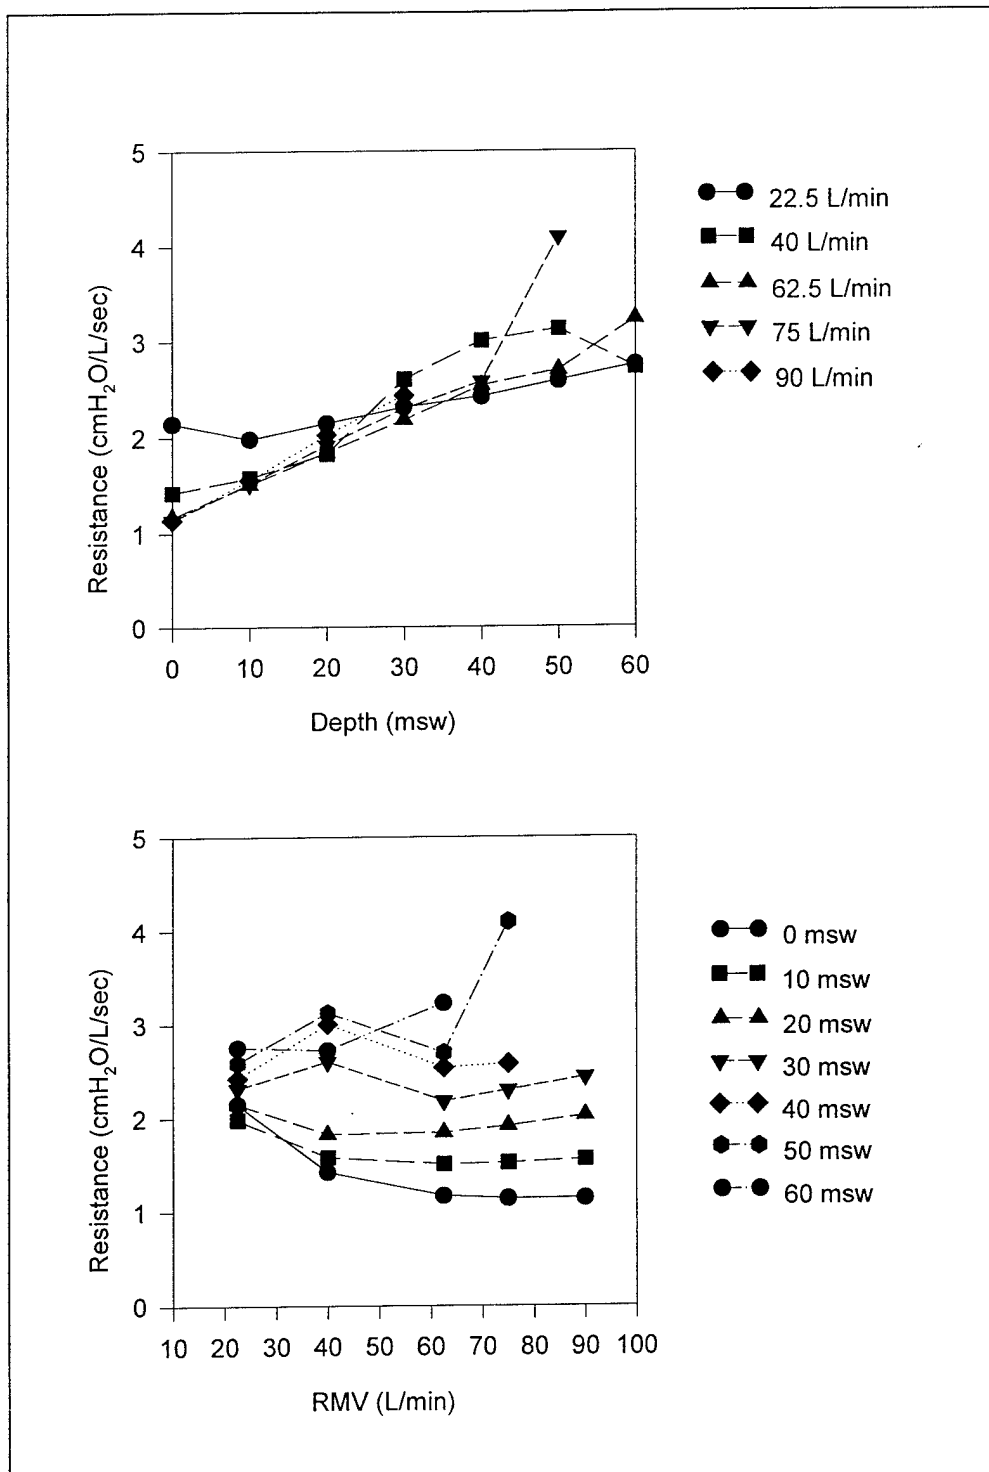 5
4
3
2
1
0
Resistance (cmH₂O/L/sec)
0 10 20 30 40 50 60
Depth (msw)
22.5 L/min
40 L/min
62.5 L/min
75 L/min
90 L/min
5
4
3
2
1
0
Resistance (cmH₂O/L/sec)
10 20 30 40 50 60 70 80 90 100
RMV (L/min)
0 msw
10 msw
20 msw
30 msw
40 msw
50 msw
60 msw